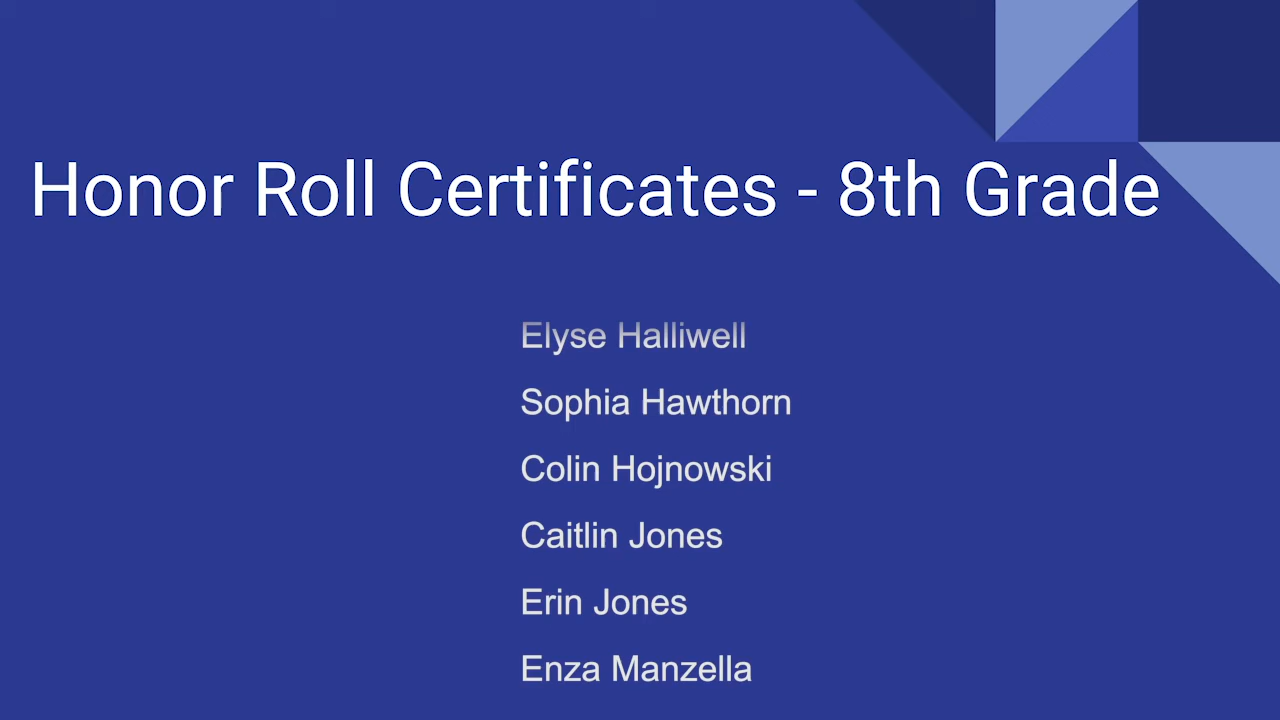 Honor Roll Certificates - 8th Grade
Elyse Halliwell
Sophia Hawthorn
Colin Hojnowski
Caitlin Jones
Erin Jones
Enza Manzella